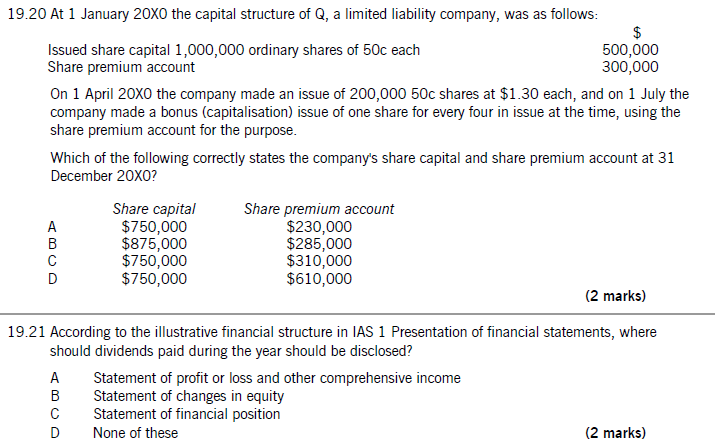 19.20 At 1 January 20X0 the capital structure of Q, a limited liability company, was as follows:
$
Issued share capital 1,000,000 ordinary shares of 50c each 500,000
Share premium account 300,000
On 1 April 20X0 the company made an issue of 200,000 50c shares at $1.30 each, and on 1 July the
company made a bonus (capitalisation) issue of one share for every four in issue at the time, using the
share premium account for the purpose.
Which of the following correctly states the company's share capital and share premium account at 31
December 20X0?
Share capital Share premium account
A $750,000 $230,000
B $875,000 $285,000
C $750,000 $310,000
D $750,000 $610,000
(2 marks)
19.21 According to the illustrative financial structure in IAS 1 Presentation of financial statements, where
should dividends paid during the year should be disclosed?
A Statement of profit or loss and other comprehensive income
B Statement of changes in equity
C Statement of financial position
D None of these (2 marks)